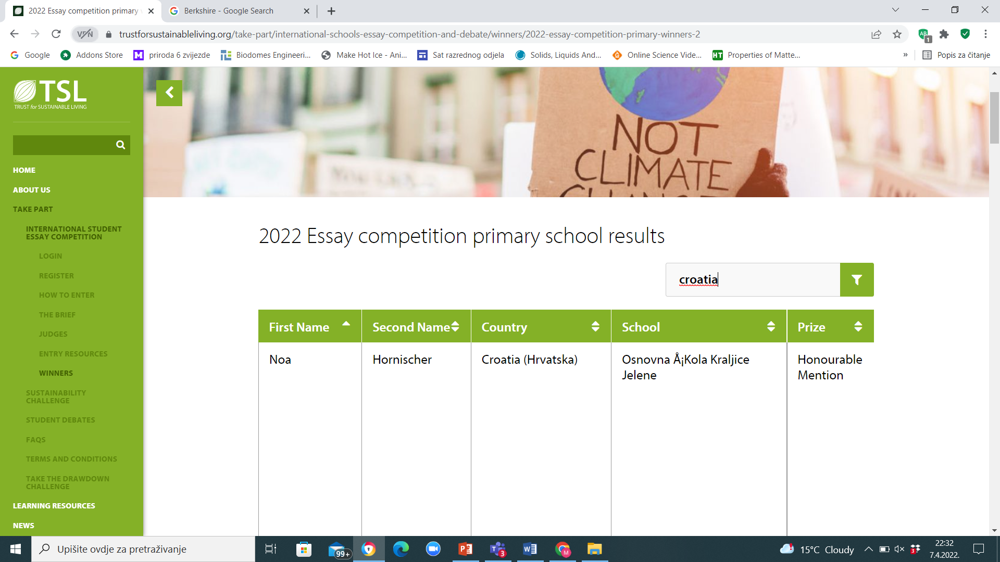 2022 Essay competition primary w
Berkshire - Google Search
VPN
trustforsustainableliving.org/take-part/international-schools-essay-competition-and-debate/winners/2022-essay-competition-primary-winners-2
AB
1
Google
Addons Store
M
priroda 6 zvijezde
Biodomes Engineeri...
Make Hot Ice - Ani...
Sat razrednog odjela
Solids, Liquids And...
Online Science Vide...
HT
Properties of Matte...
»
Popis za čitanje
TSL
TRUST for SUSTAINABLE LIVING
HOME
ABOUT US
TAKE PART
INTERNATIONAL STUDENT
ESSAY COMPETITION
LOGIN
REGISTER
HOW TO ENTER
THE BRIEF
JUDGES
ENTRY RESOURCES
WINNERS
SUSTAINABILITY
CHALLENGE
STUDENT DEBATES
FAQS
TERMS AND CONDITIONS
TAKE THE DRAWDOWN
CHALLENGE
LEARNING RESOURCES
NEWS
NOT
CLIMATE
CHANGE
2022 Essay competition primary school results
croatia
First Name Second Name Country School Prize
Noa Hornischer Croatia (Hrvatska) Osnovna Å¡Kola Kraljice Honourable
Jelene Mention
Upišite ovdje za pretraživanje
99+
P
3
W
M
15°C Cloudy
3
22:32
7.4.2022.